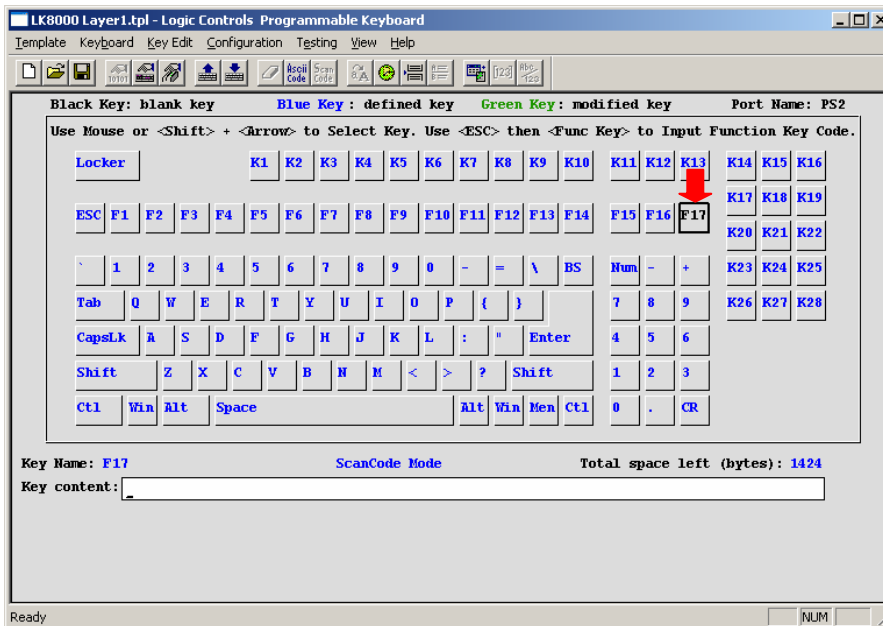 LK8000 Layer1.tpl - Logic Controls Programmable Keyboard
Template Keyboard Key Edit Configuration Testing View Help
Ascii Code Scan Code
Black Key: blank key Blue Key: defined key Green Key: modified key Port Name: PS2
Use Mouse or <Shift> + <Arrow> to Select Key. Use <ESC> then <Func Key> to Input Function Key Code.
Locker K1 K2 K3 K4 K5 K6 K7 K8 K9 K10 K11 K12 K13 K14 K15 K16
K17 K18 K19
ESC F1 F2 F3 F4 F5 F6 F7 F8 F9 F10 F11 F12 F13 F14 F15 F16 F17
K20 K21 K22
` 1 2 3 4 5 6 7 8 9 0 - = \ BS Num - + K23 K24 K25
Tab Q W E R T Y U I O P { } 7 8 9 K26 K27 K28
CapsLk A S D F G H J K L : " Enter 4 5 6
Shift Z X C V B N M < > ? Shift 1 2 3
Ctl Win Alt Space Alt Win Men Ctl 0 . CR
Key Name: F17 ScanCode Mode Total space left (bytes): 1424
Key content: _
Ready NUM